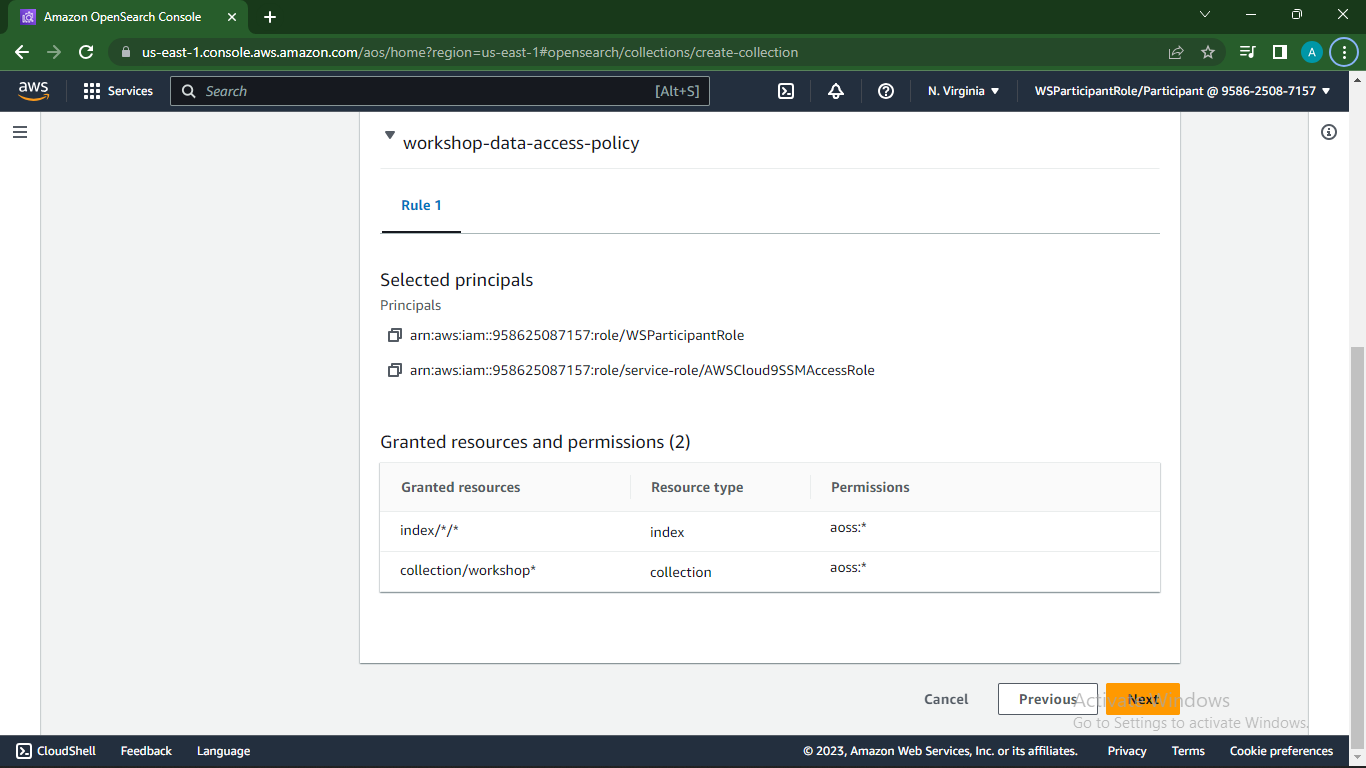 Amazon OpenSearch Console
us-east-1.console.aws.amazon.com/aos/home?region=us-east-1#opensearch/collections/create-collection
A
aws
Services
Search
[Alt+S]
N. Virginia
WSParticipantRole/Participant @ 9586-2508-7157
workshop-data-access-policy
Rule 1
Selected principals
Principals
arn:aws:iam::958625087157:role/WSParticipantRole
arn:aws:iam::958625087157:role/service-role/AWSCloud9SSMAccessRole
Granted resources and permissions (2)
Granted resources Resource type Permissions
index/*/* index aoss:*
collection/workshop* collection aoss:*
Cancel Previous Next
Activate Windows
Go to Settings to activate Windows.
CloudShell Feedback Language © 2023, Amazon Web Services, Inc. or its affiliates. Privacy Terms Cookie preferences